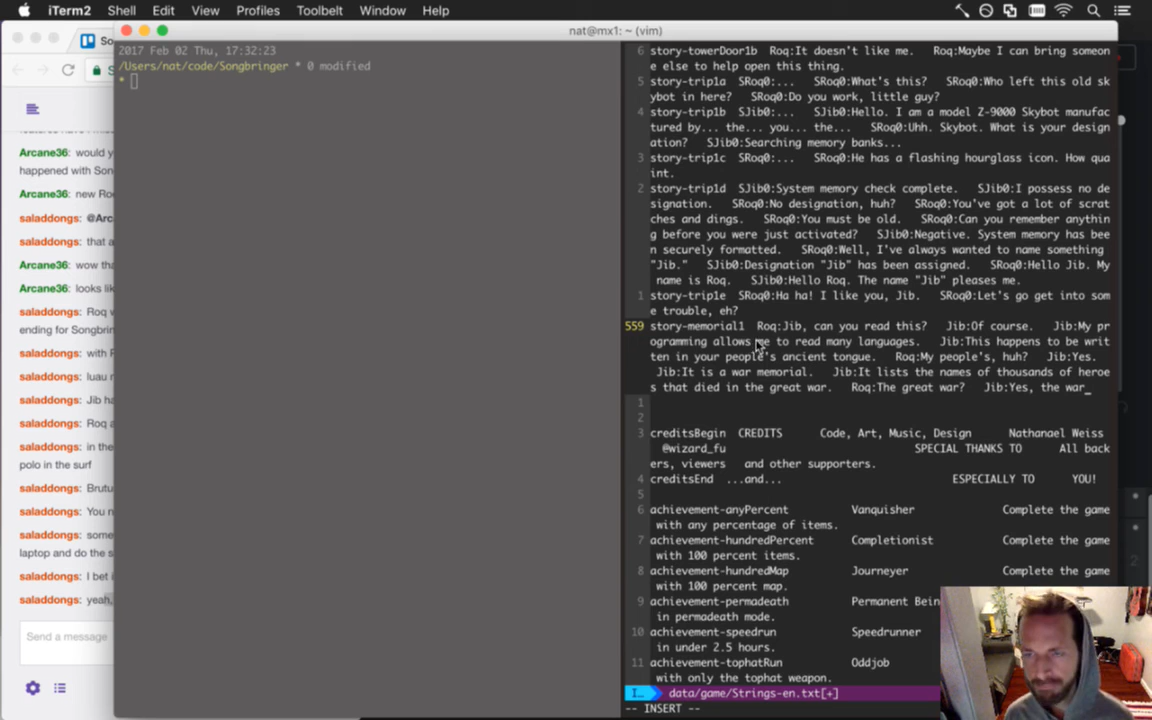 iTerm2 Shell Edit View Profiles Toolbelt Window Help
nat@mx1: ~ (vim)
So
2017 Feb 02 Thu, 17:32:23
/Users/nat/code/Songbringer * 0 modified
*
Arcane36: would y
happened with Son
Arcane36: new Ro
saladdongs: @Arc
saladdongs: that a
Arcane36: wow tha
Arcane36: looks lik
saladdongs: Roq a
ending for Songbrin
saladdongs: with R
saladdongs: luau m
saladdongs: Jib ha
saladdongs: Roq a
saladdongs: in the
polo in the surf
saladdongs: Brutu
saladdongs: You n
saladdongs: some
laptop and do the s
saladdongs: I bet i
saladdongs: yeah,
Send a message
6 story-towerDoor1b Roq:It doesn't like me. Roq:Maybe I can bring someon
e else to help open this thing.
5 story-trip1a SRoq0:... SRoq0:What's this? SRoq0:Who left this old sk
ybot in here? SRoq0:Do you work, little guy?
4 story-trip1b SJib0:... SJib0:Hello. I am a model Z-9000 Skybot manufac
tured by... the... you... the... SRoq0:Uhh. Skybot. What is your design
ation? SJib0:Searching memory banks...
3 story-trip1c SRoq0:... SRoq0:He has a flashing hourglass icon. How qua
int.
2 story-trip1d SJib0:System memory check complete. SJib0:I possess no de
signation. SRoq0:No designation, huh? SRoq0:You've got a lot of scrat
ches and dings. SRoq0:You must be old. SRoq0:Can you remember anythin
g before you were just activated? SJib0:Negative. System memory has bee
n securely formatted. SRoq0:Well, I've always wanted to name something
"Jib." SJib0:Designation "Jib" has been assigned. SRoq0:Hello Jib. My
name is Roq. SJib0:Hello Roq. The name "Jib" pleases me.
1 story-trip1e SRoq0:Ha ha! I like you, Jib. SRoq0:Let's go get into som
e trouble, eh?
559 story-memorial1 Roq:Jib, can you read this? Jib:Of course. Jib:My pr
ogramming allows me to read many languages. Jib:This happens to be writ
ten in your people's ancient tongue. Roq:My people's, huh? Jib:Yes.
Jib:It is a war memorial. Jib:It lists the names of thousands of heroe
s that died in the great war. Roq:The great war? Jib:Yes, the war_
1
2
3 creditsBegin CREDITS Code, Art, Music, Design Nathanael Weiss
@wizard_fu SPECIAL THANKS TO All back
ers, viewers and other supporters.
4 creditsEnd ...and... ESPECIALLY TO YOU!
5
6 achievement-anyPercent Vanquisher Complete the game
with any percentage of items.
7 achievement-hundredPercent Completionist Complete the game
with 100 percent items.
8 achievement-hundredMap Journeyer Complete the game
with 100 percent map.
9 achievement-permadeath Permanent Bein
in permadeath mode.
10 achievement-speedrun Speedrunner
in under 2.5 hours.
11 achievement-tophatRun Oddjob
with only the tophat weapon.
I... data/game/Strings-en.txt[+]
-- INSERT --